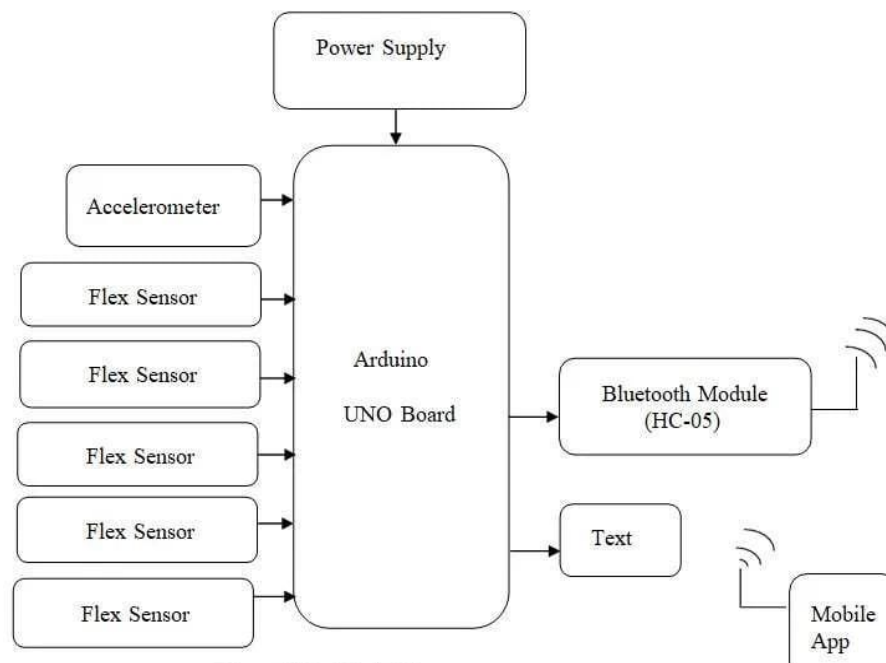 Power Supply
Accelerometer
Flex Sensor
Flex Sensor
Flex Sensor
Flex Sensor
Flex Sensor
Arduino
UNO Board
Bluetooth Module
(HC-05)
Text
Mobile
App